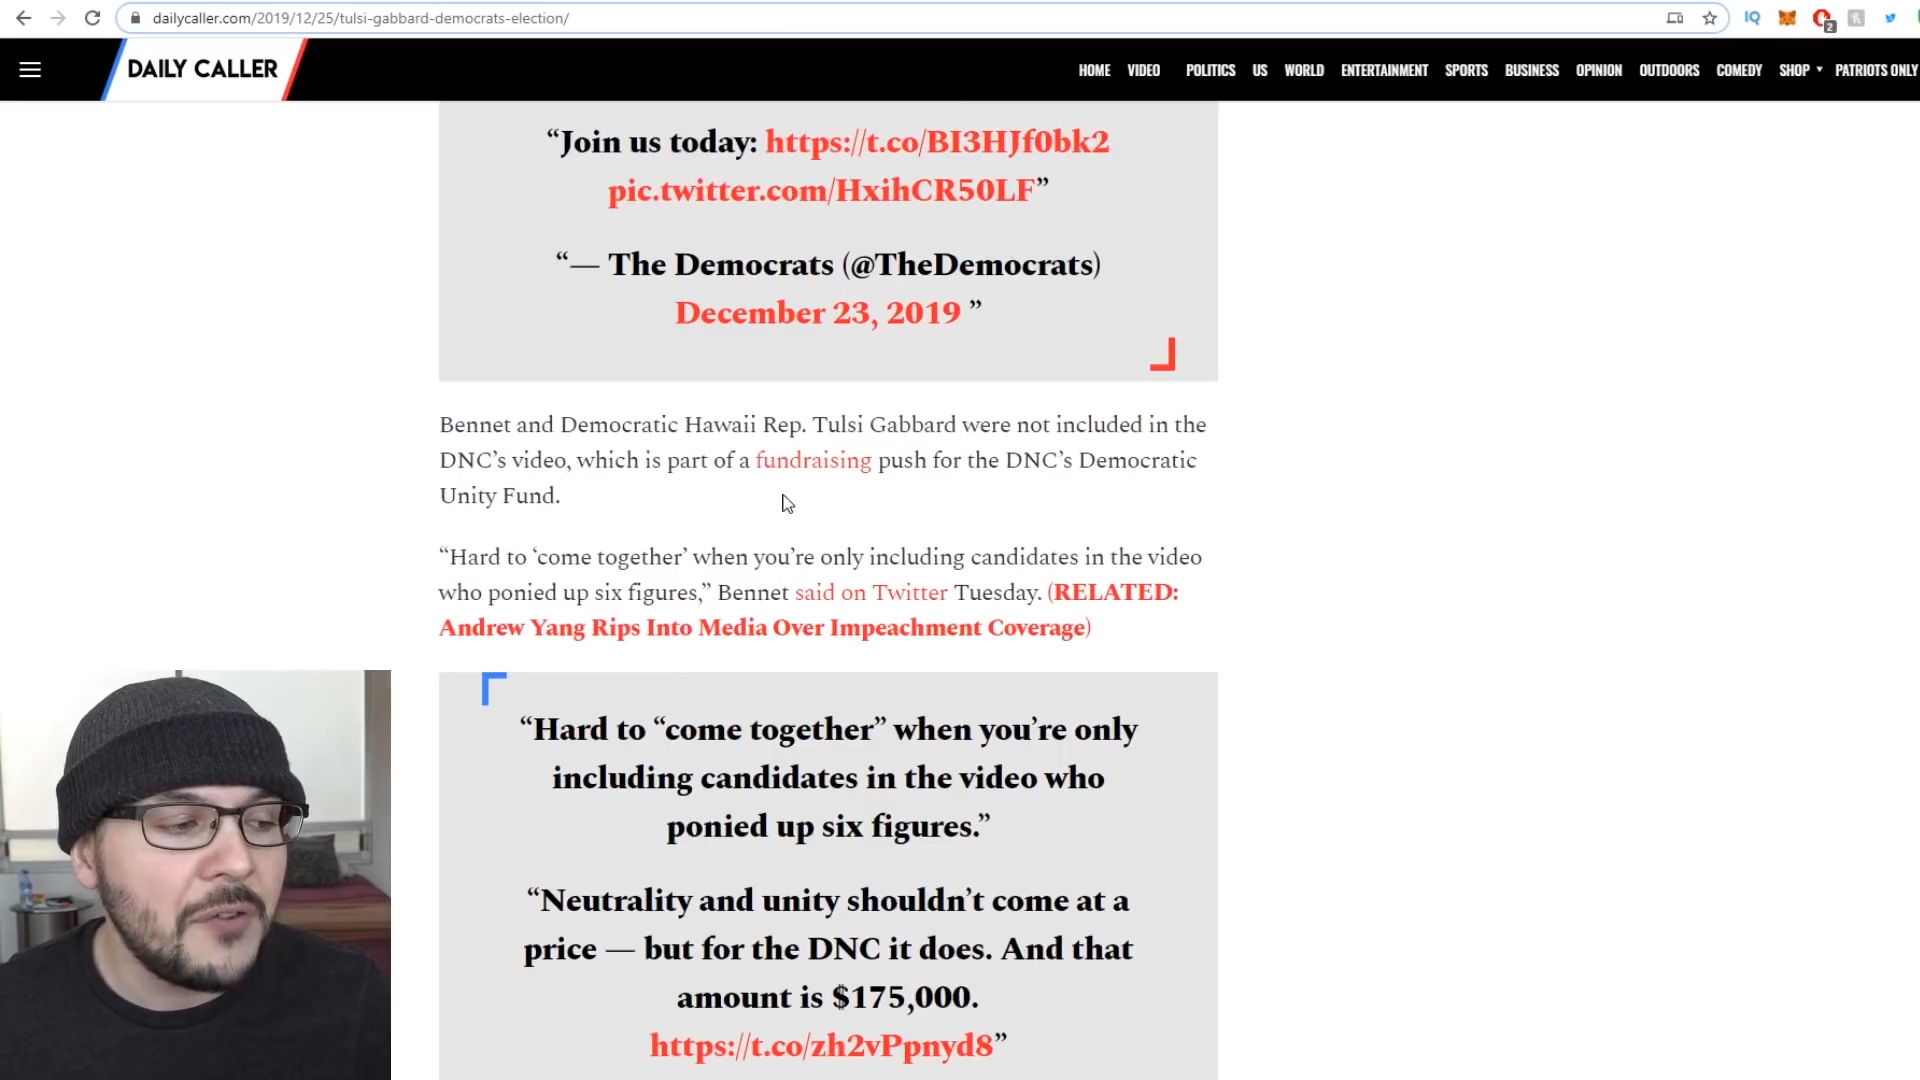 dailycaller.com/2019/12/25/tulsi-gabbard-democrats-election/
IQ
2
DAILY CALLER
HOME VIDEO POLITICS US WORLD ENTERTAINMENT SPORTS BUSINESS OPINION OUTDOORS COMEDY SHOP PATRIOTS ONLY
“Join us today: https://t.co/BI3HJf0bk2
pic.twitter.com/HxihCR50LF”
“— The Democrats (@TheDemocrats)
December 23, 2019 ”
Bennet and Democratic Hawaii Rep. Tulsi Gabbard were not included in the
DNC’s video, which is part of a fundraising push for the DNC’s Democratic
Unity Fund.
“Hard to ‘come together’ when you’re only including candidates in the video
who ponied up six figures,” Bennet said on Twitter Tuesday. (RELATED:
Andrew Yang Rips Into Media Over Impeachment Coverage)
“Hard to “come together” when you’re only
including candidates in the video who
ponied up six figures.”
“Neutrality and unity shouldn’t come at a
price — but for the DNC it does. And that
amount is $175,000.
https://t.co/zh2vPpnyd8”